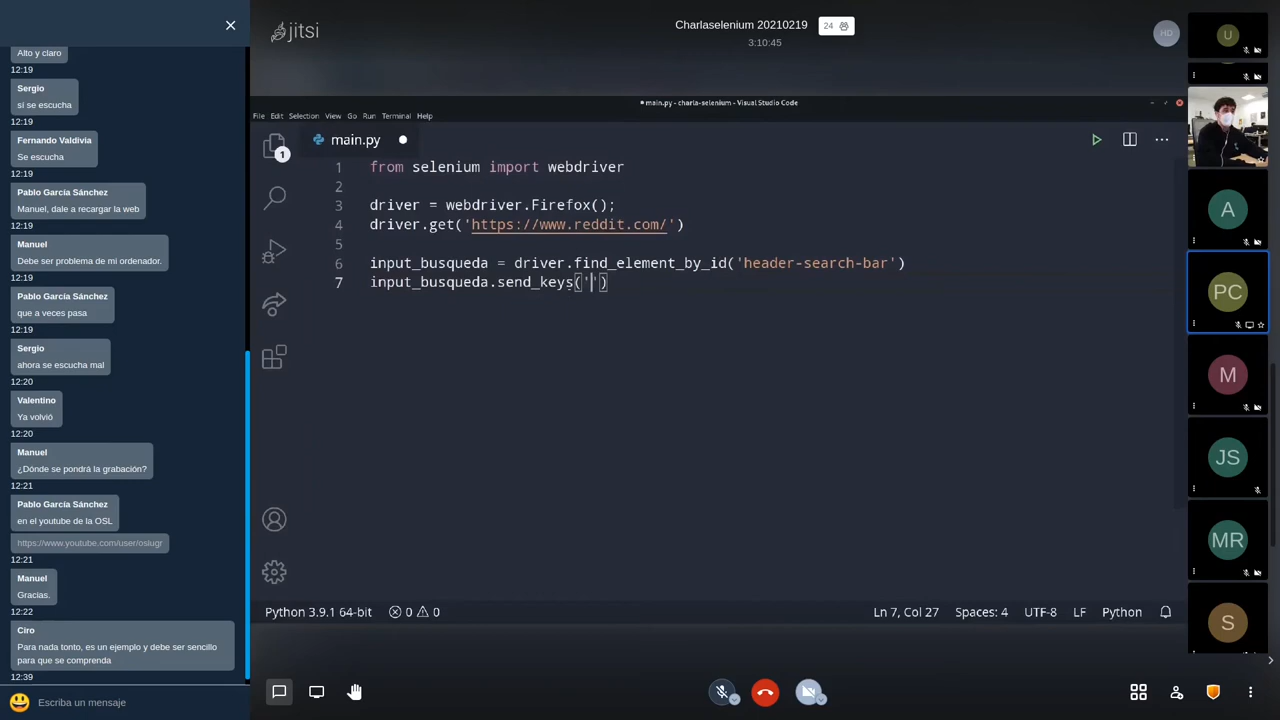 Alto y claro
12:19
Sergio
sí se escucha
12:19
Fernando Valdivia
Se escucha
12:19
Pablo García Sánchez
Manuel, dale a recargar la web
12:19
Manuel
Debe ser problema de mi ordenador.
12:19
Pablo García Sánchez
que a veces pasa
12:19
Sergio
ahora se escucha mal
12:20
Valentino
Ya volvió
12:20
Manuel
¿Dónde se pondrá la grabación?
12:21
Pablo García Sánchez
en el youtube de la OSL
https://www.youtube.com/user/oslugr
12:21
Manuel
Gracias.
12:22
Ciro
Para nada tonto, es un ejemplo y debe ser sencillo
para que se comprenda
12:39
Escriba un mensaje
jitsi
Charlaselenium 20210219
24
3:10:45
HD
main.py - charla-selenium - Visual Studio Code
File Edit Selection View Go Run Terminal Help
1
main.py
1 from selenium import webdriver
2
3 driver = webdriver.Firefox();
4 driver.get('https://www.reddit.com/')
5
6 input_busqueda = driver.find_element_by_id('header-search-bar')
7 input_busqueda.send_keys('')
Python 3.9.1 64-bit 0 0 Ln 7, Col 27 Spaces: 4 UTF-8 LF Python
U
A
PC
M
JS
MR
S